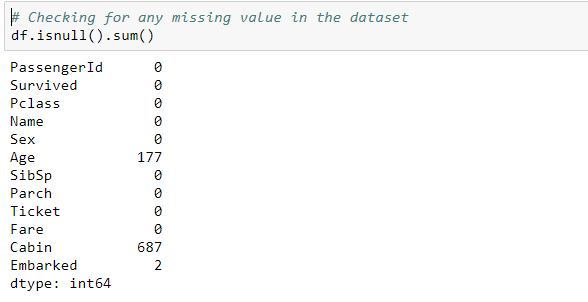 # Checking for any missing value in the dataset
df.isnull().sum()
PassengerId 0
Survived 0
Pclass 0
Name 0
Sex 0
Age 177
SibSp 0
Parch 0
Ticket 0
Fare 0
Cabin 687
Embarked 2
dtype: int64